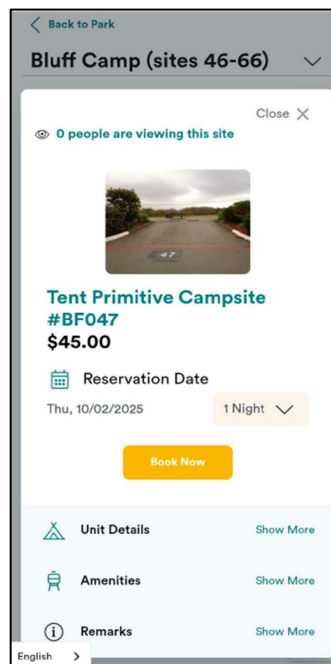 Back to Park
Bluff Camp (sites 46-66)
Close
0 people are viewing this site
47
Tent Primitive Campsite
#BF047
$45.00
Reservation Date
Thu, 10/02/2025
1 Night
Book Now
Unit Details
Show More
Amenities
Show More
Remarks
Show More
English